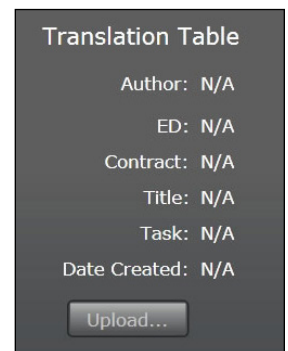 Translation Table
Author: N/A
ED: N/A
Contract: N/A
Title: N/A
Task: N/A
Date Created: N/A
Upload...